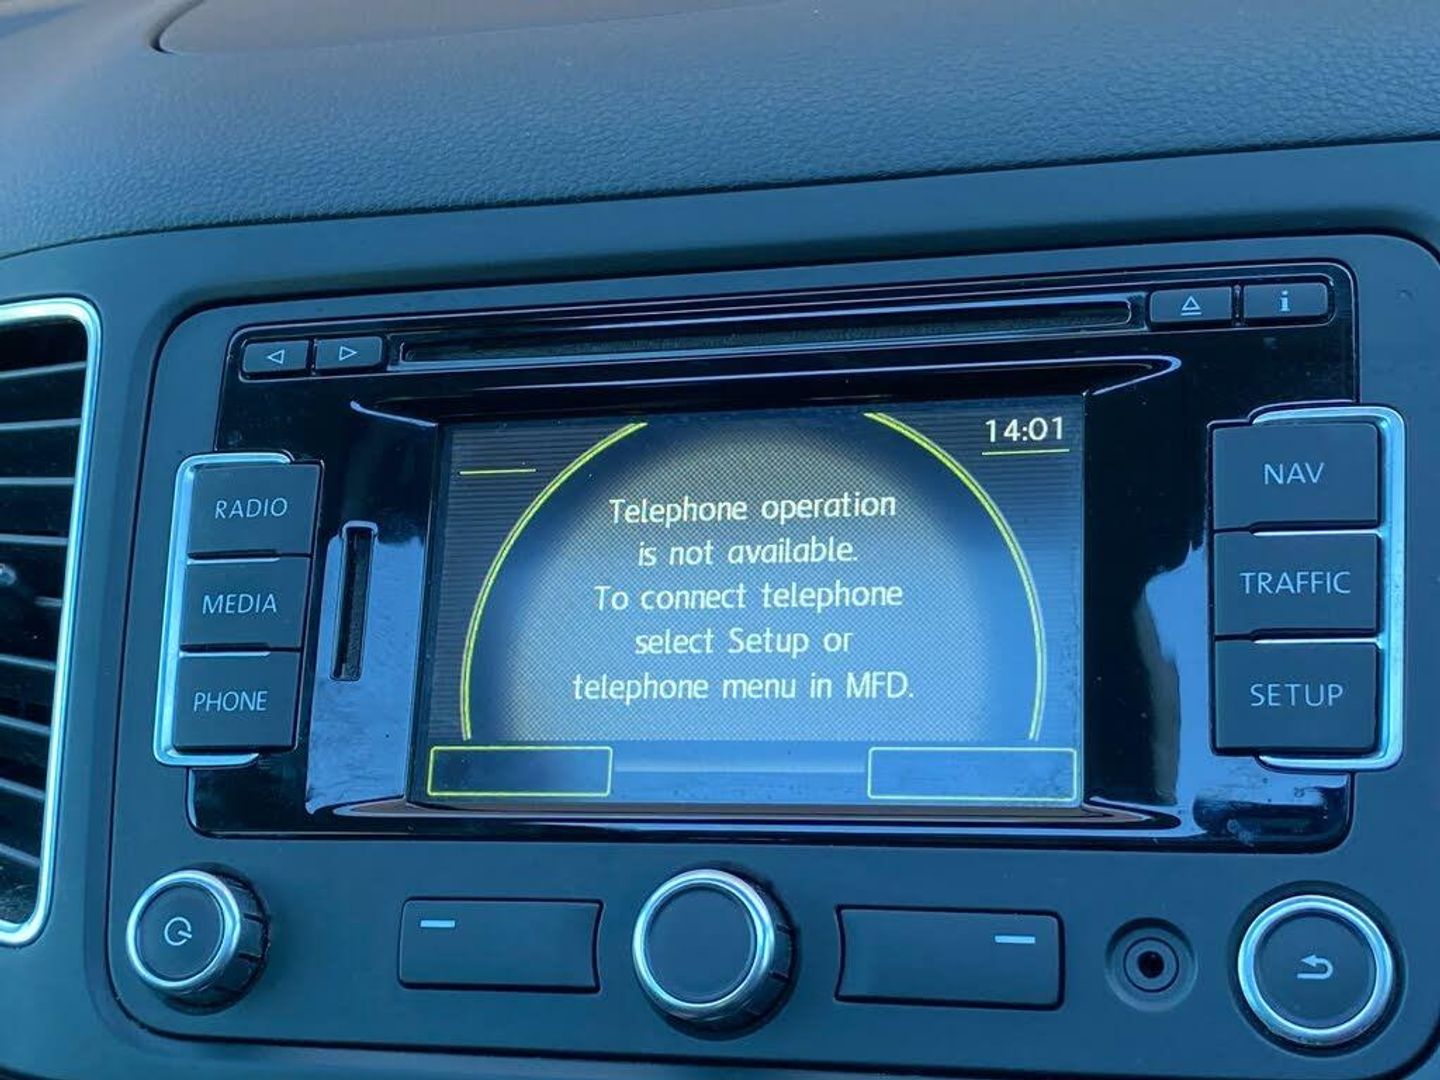 i
14:01
RADIO
MEDIA
PHONE
Telephone operation
is not available.
To connect telephone
select Setup or
telephone menu in MFD.
NAV
TRAFFIC
SETUP